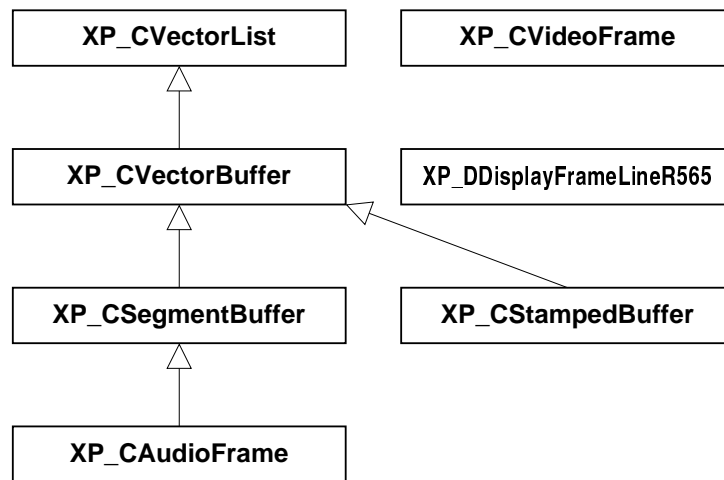 XP_CVectorList
XP_CVideoFrame
XP_CVectorBuffer
XP_DDisplayFrameLineR565
XP_CSegmentBuffer
XP_CStampedBuffer
XP_CAudioFrame